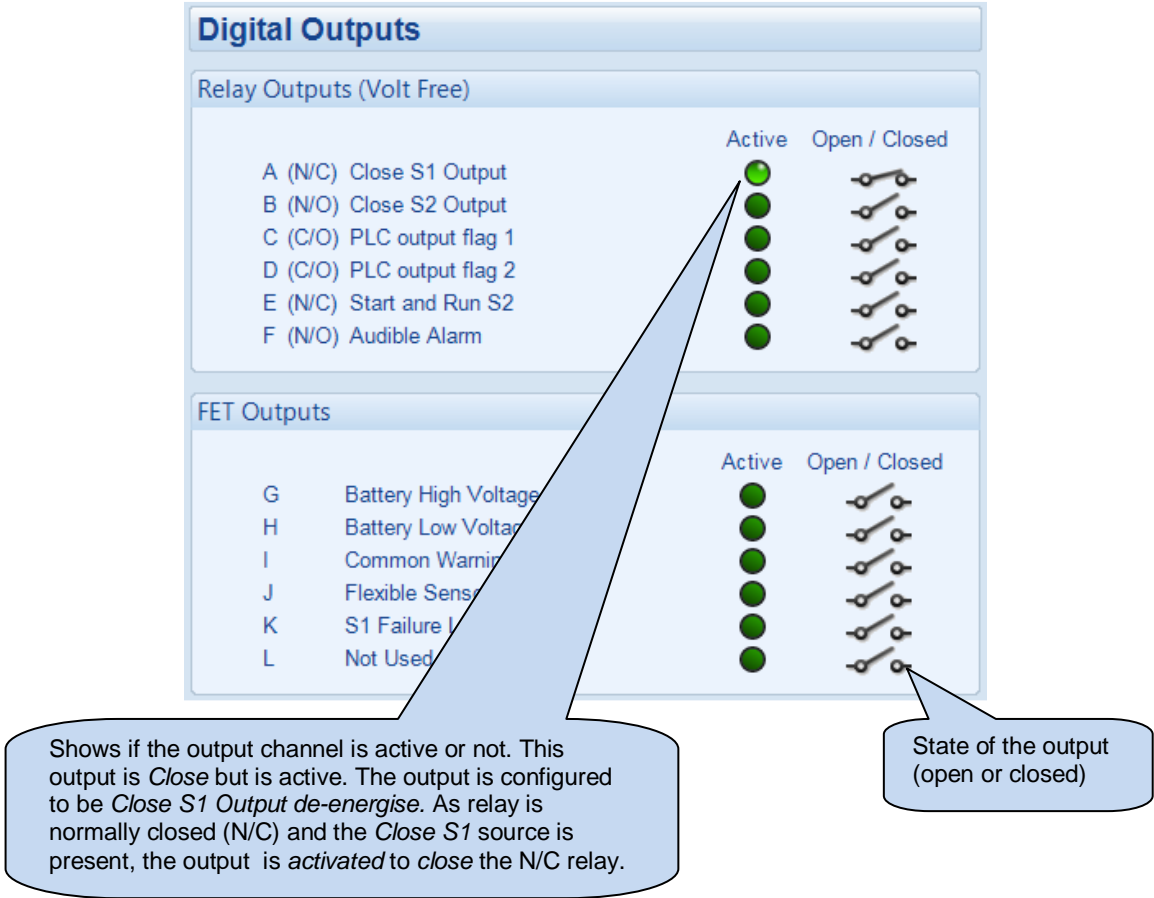 Digital Outputs
Relay Outputs (Volt Free)
Active Open / Closed
A (N/C) Close S1 Output
B (N/O) Close S2 Output
C (C/O) PLC output flag 1
D (C/O) PLC output flag 2
E (N/C) Start and Run S2
F (N/O) Audible Alarm
FET Outputs
Active Open / Closed
G Battery High Voltage
H Battery Low
I Common
J Flexible
K S1 Failure
L Not Used
Shows if the output channel is active or not. This
output is Close but is active. The output is configured
to be Close S1 Output de-energise. As relay is
normally closed (N/C) and the Close S1 source is
present, the output is activated to close the N/C relay.
State of the output
(open or closed)